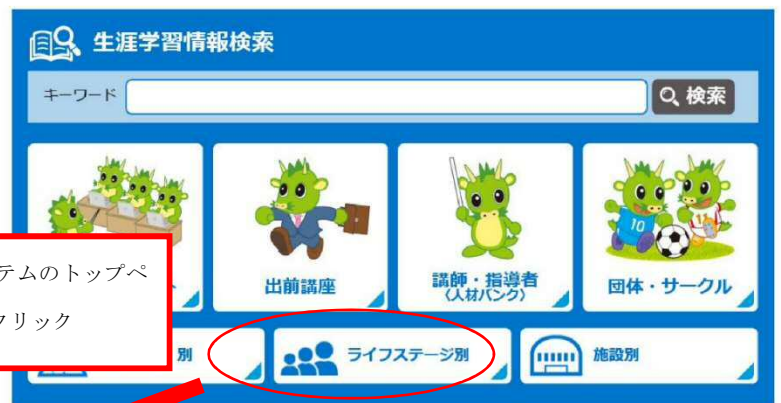 生涯学習情報検索
キーワード
検索
出前講座
講師・指導者
(人材バンク)
団体・サークル
10
テムのトップペ
クリック
別
ライフステージ別
施設別